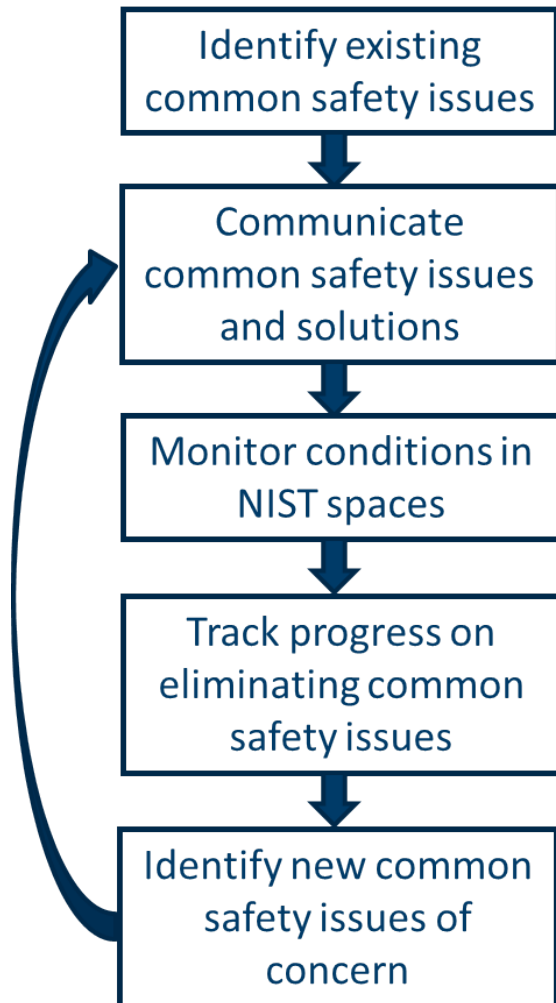 Identify existing
common safety issues
Communicate
common safety issues
and solutions
Monitor conditions in
NIST spaces
Track progress on
eliminating common
safety issues
Identify new common
safety issues of
concern